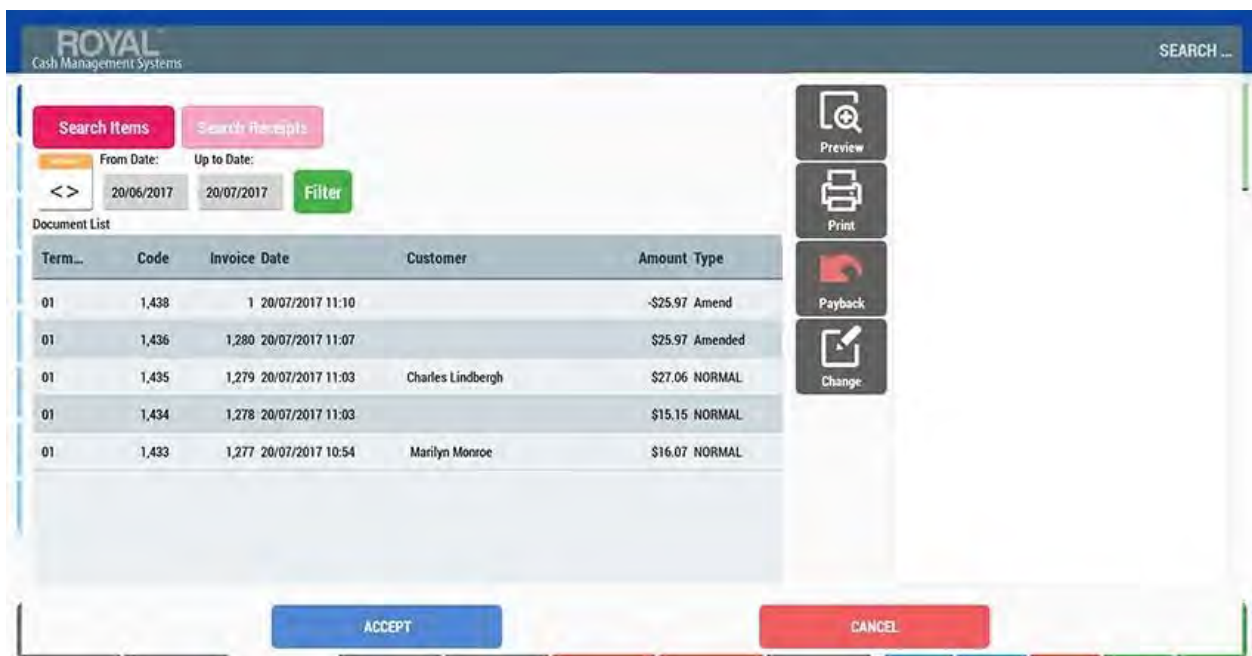 ROYAL
Cash Management Systems
SEARCH ...
Search Items Search Receipts
From Date: Up to Date:
<> 20/06/2017 20/07/2017 Filter
Document List
Term... Code Invoice Date Customer Amount Type
01 1,438 1 20/07/2017 11:10 -$25.97 Amend
01 1,436 1,280 20/07/2017 11:07 $25.97 Amended
01 1,435 1,279 20/07/2017 11:03 Charles Lindbergh $27.06 NORMAL
01 1,434 1,278 20/07/2017 11:03 $15.15 NORMAL
01 1,433 1,277 20/07/2017 10:54 Marilyn Monroe $16.07 NORMAL
Preview
Print
Payback
Change
ACCEPT CANCEL